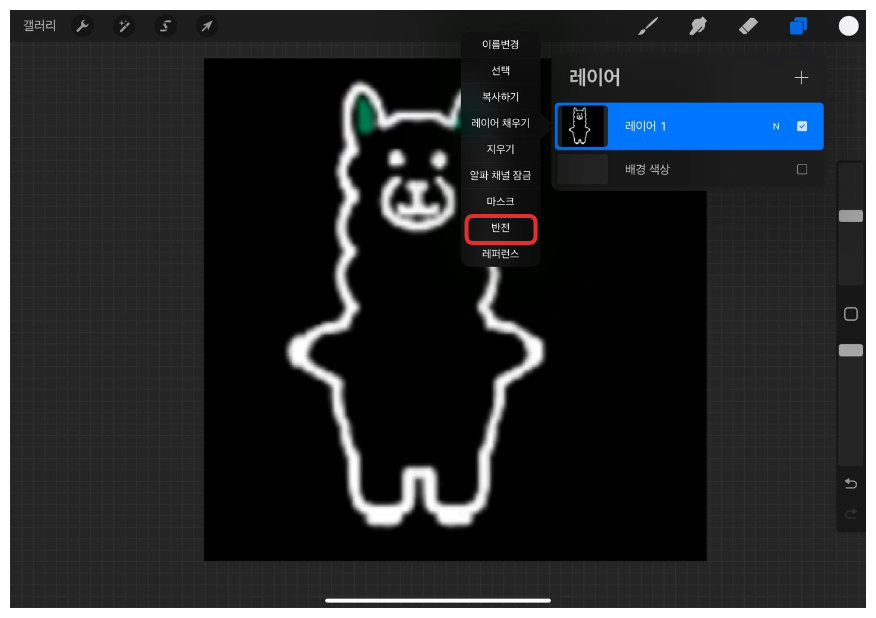 갤러리
이름변경
선택
복사하기
레이어 채우기
지우기
알파 채널 잠금
마스크
반전
레퍼런스
레이어
레이어 1 N
배경 색상